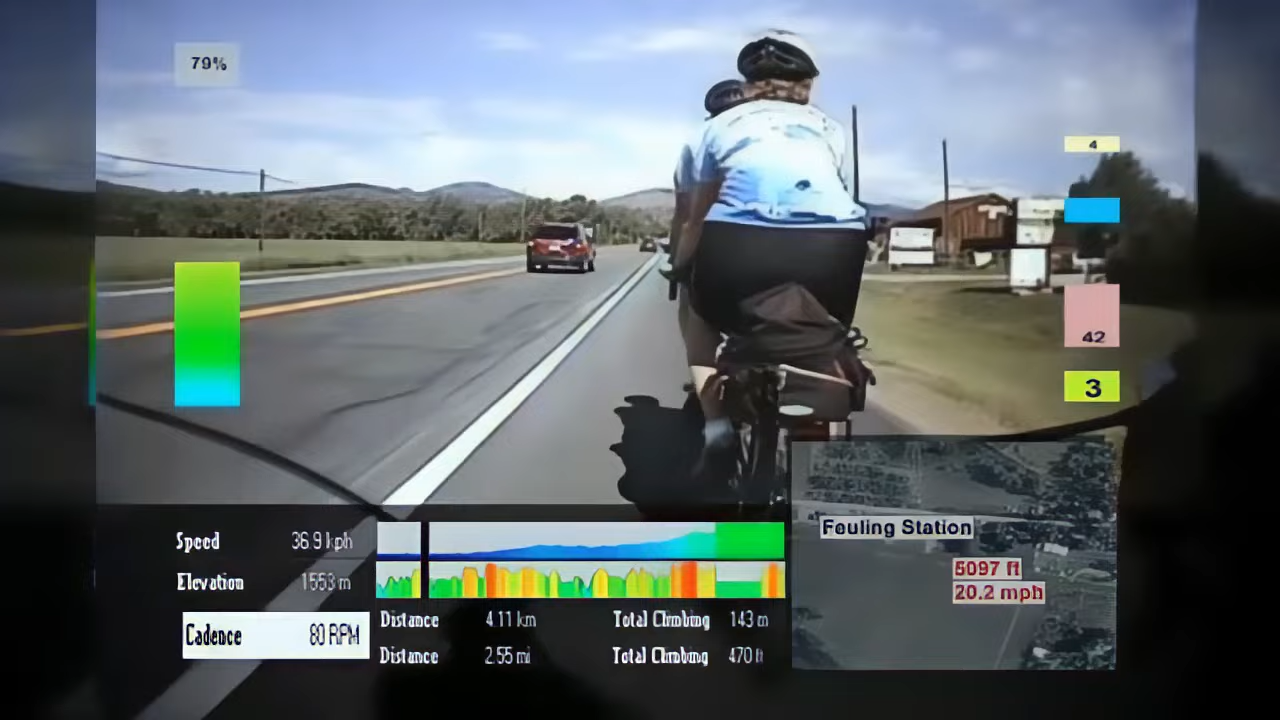 79%
4
42
3
Feuling Station
5097 ft
20.2 mph
Speed 36.9 kph
Elevation 1553 m
Cadence 80 RPM
Distance 4.11 km Total Climbing 143 m
Distance 2.55 mi Total Climbing 470 ft